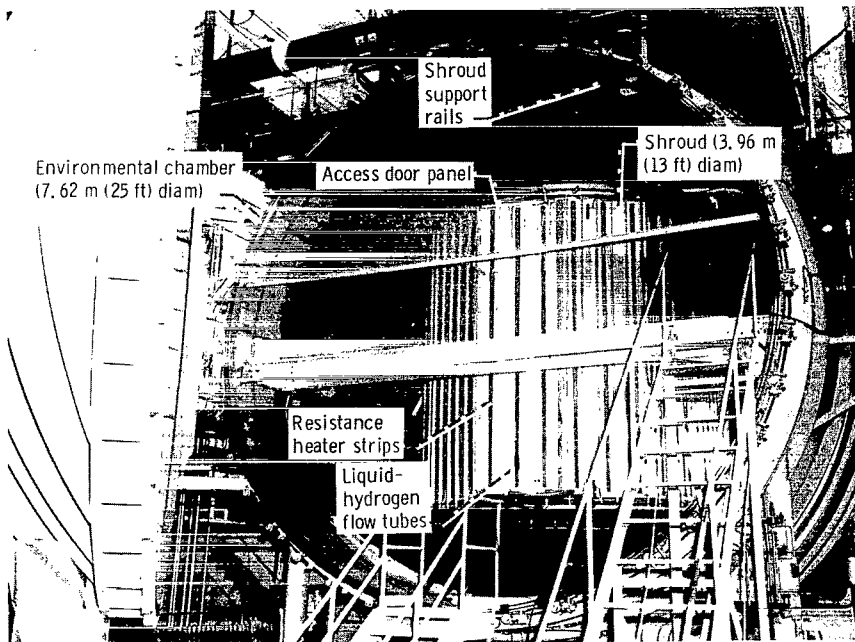 Shroud
support
rails
Shroud (3.96 m
(13 ft) diam)
Environmental chamber
(7.62 m (25 ft) diam)
Access door panel
Resistance
heater strips
Liquid-
hydrogen
flow tubes